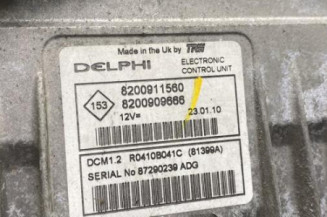 Made in the Uk by TRW
DELPHI
ELECTRONIC
CONTROL UNIT
153
8200911560
8200909666
12V= 23.01.10
DCM1.2 R0410B041C (81399A)
SERIAL No 87290239 ADG